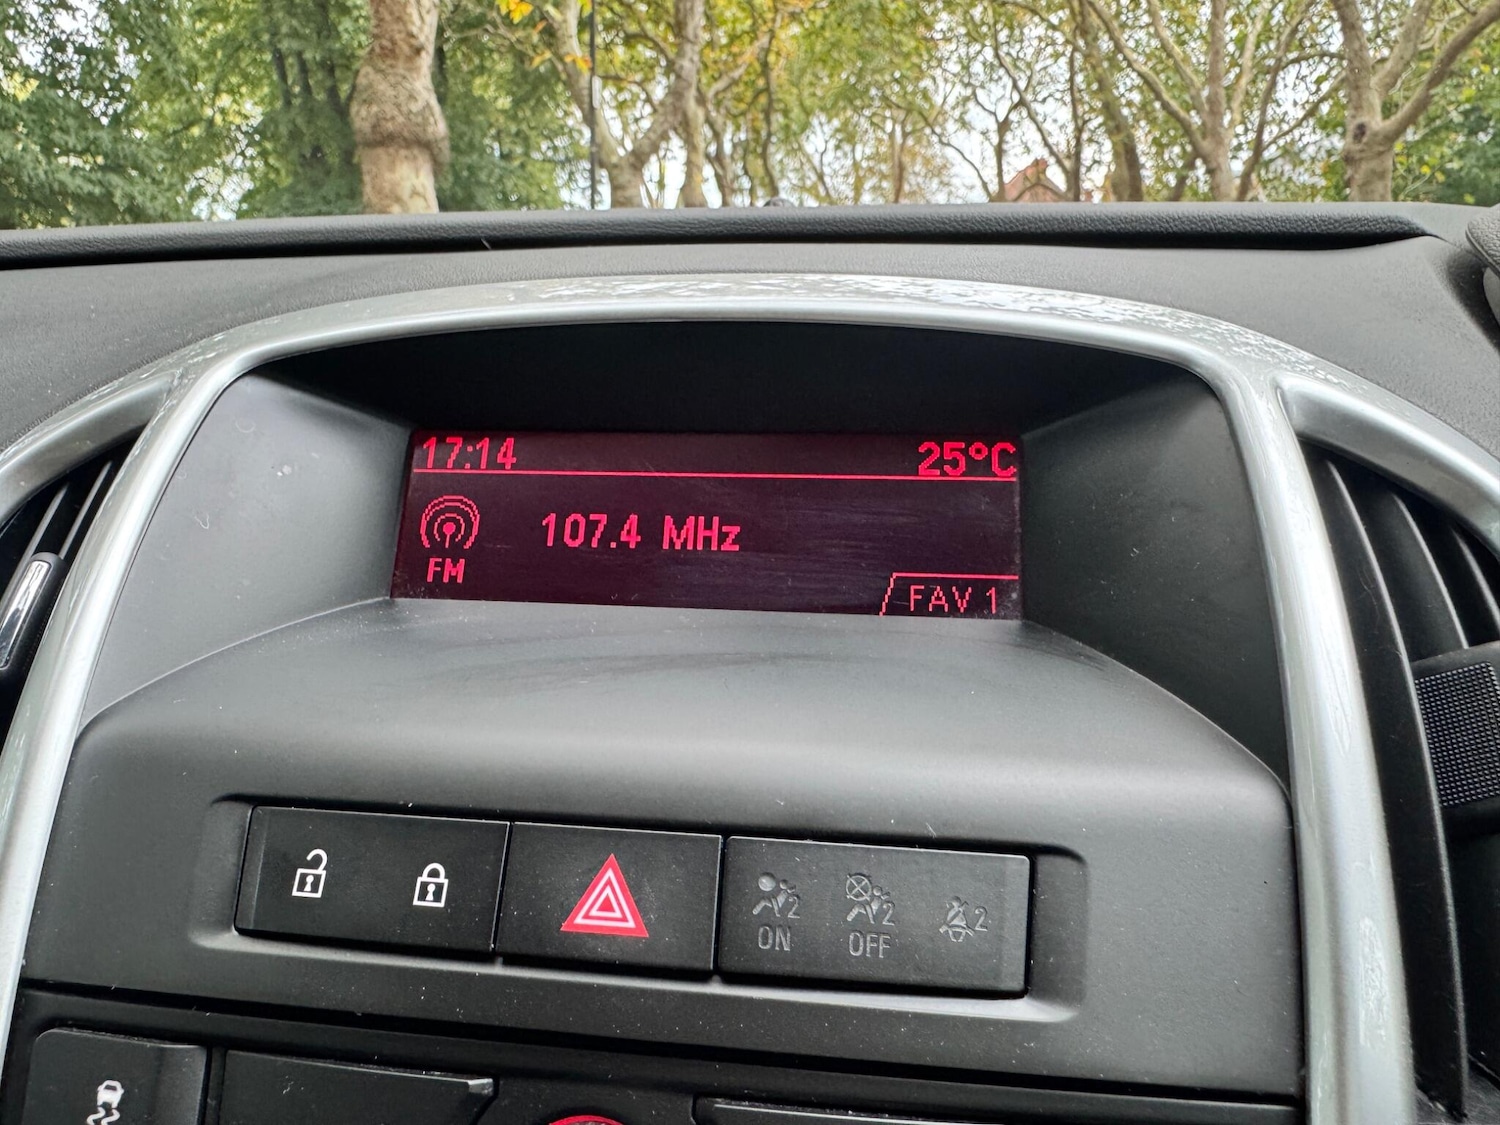 17:14 25°C
107.4 MHz
FM
FAV 1
2 2 2
ON OFF